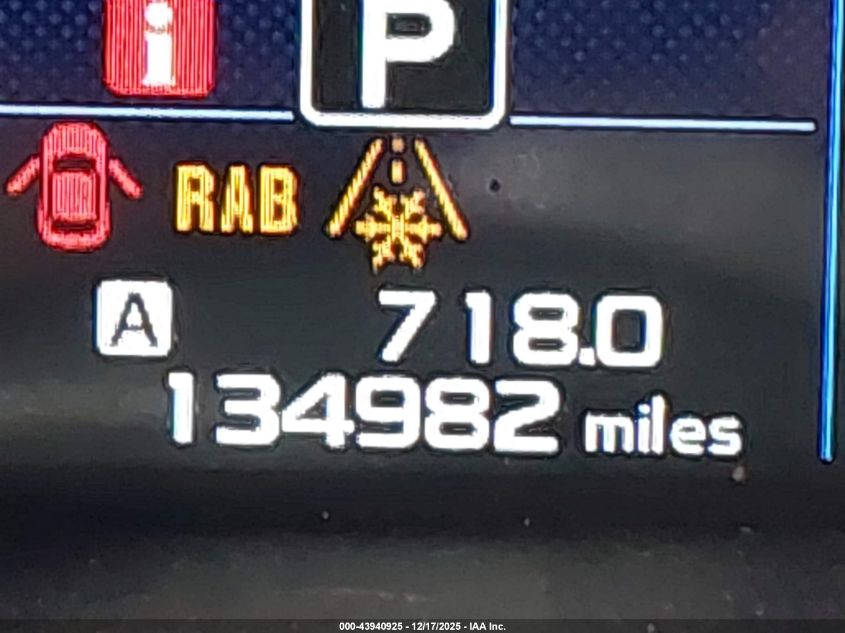 i
P
RAB
A 718.0
134982 miles
000-43940925 - 12/17/2025 - IAA Inc.